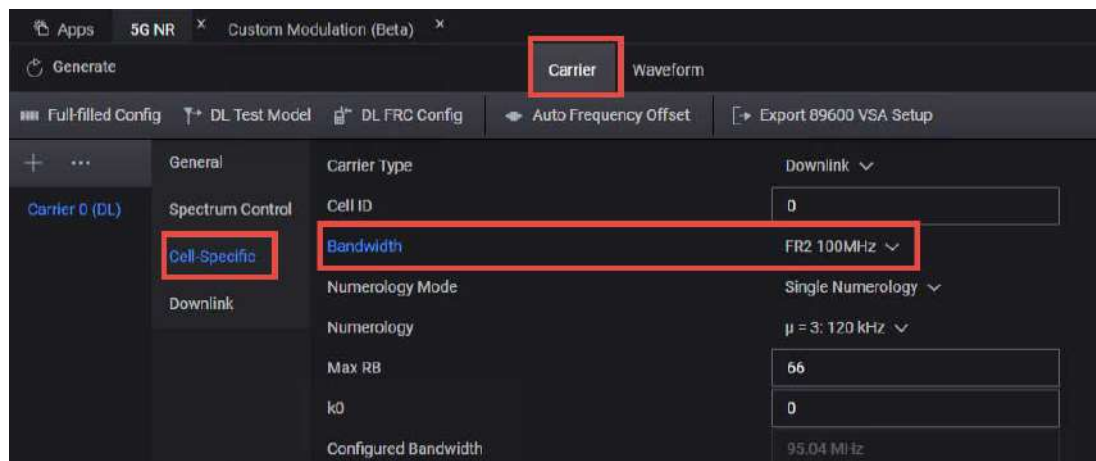 Apps 5G NR × Custom Modulation (Beta) ×
Generate Carrier Waveform
Full-filled Config DL Test Model DL FRC Config Auto Frequency Offset Export 89600 VSA Setup
+ ... General Carrier Type Downlink
Carrier 0 (DL) Spectrum Control Cell ID 0
Cell-Specific Bandwidth FR2 100MHz
Numerology Mode Single Numerology
Downlink
Numerology μ = 3: 120 kHz
Max RB 66
k0 0
Configured Bandwidth 95.04 MHz